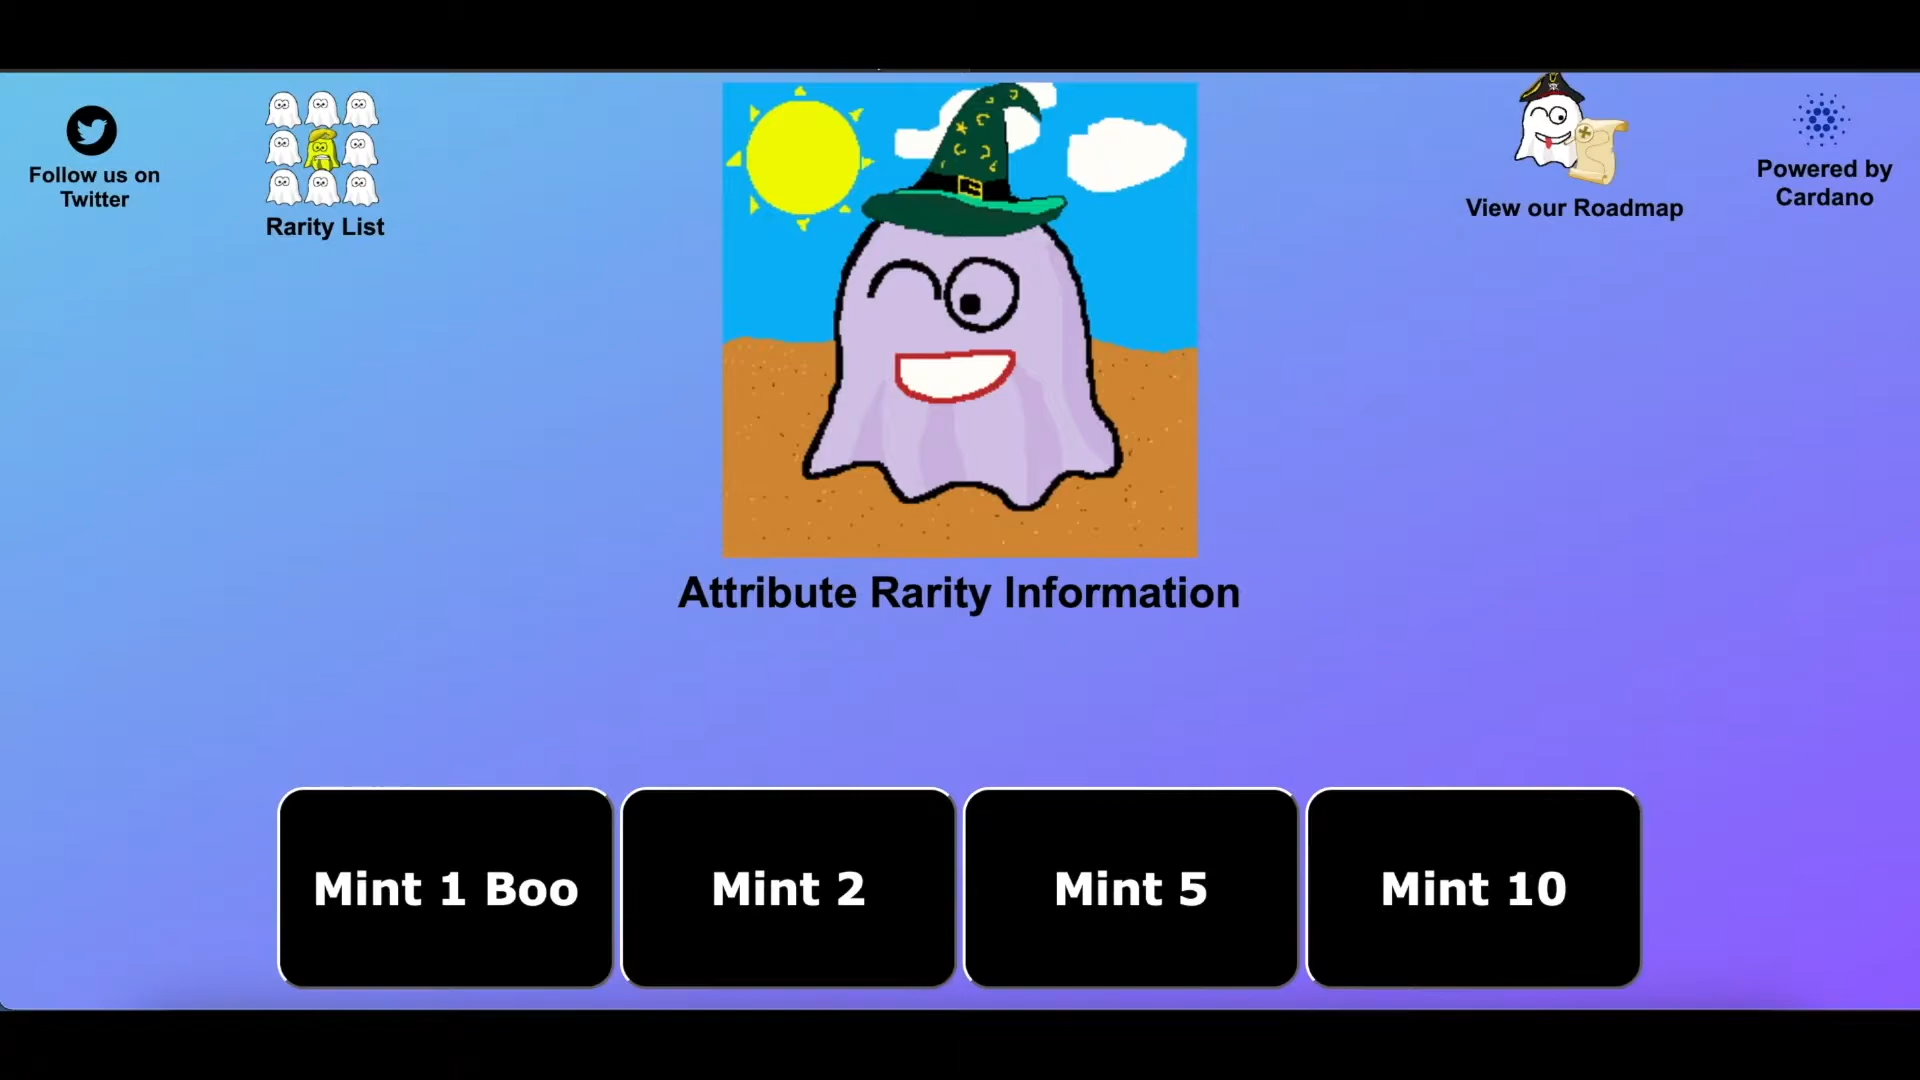 Follow us on
Twitter
Rarity List
View our Roadmap
Powered by
Cardano
Attribute Rarity Information
Mint 1 Boo
Mint 2
Mint 5
Mint 10